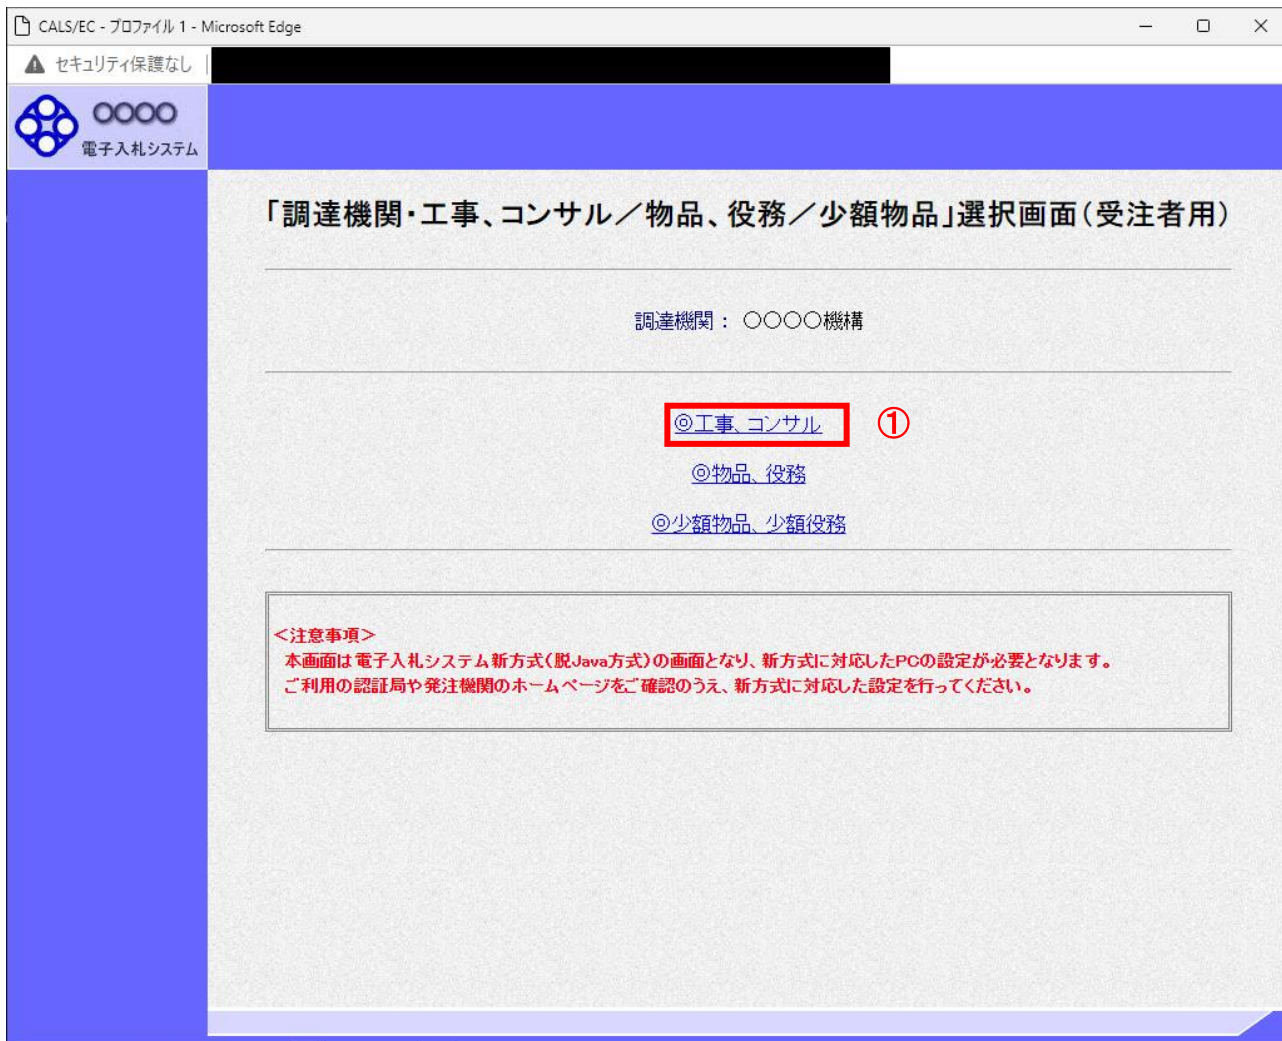 CALS/EC - プロファイル 1 - Microsoft Edge
セキュリティ保護なし
○○○○
電子入札システム
「調達機関・工事、コンサル／物品、役務／少額物品」選択画面（受注者用）
調達機関： ○○○○機構
◎工事、コンサル ①
◎物品、役務
◎少額物品、少額役務
＜注意事項＞
本画面は電子入札システム新方式(脱Java方式)の画面となり、新方式に対応したPCの設定が必要となります。
ご利用の認証局や発注機関のホームページをご確認のうえ、新方式に対応した設定を行ってください。